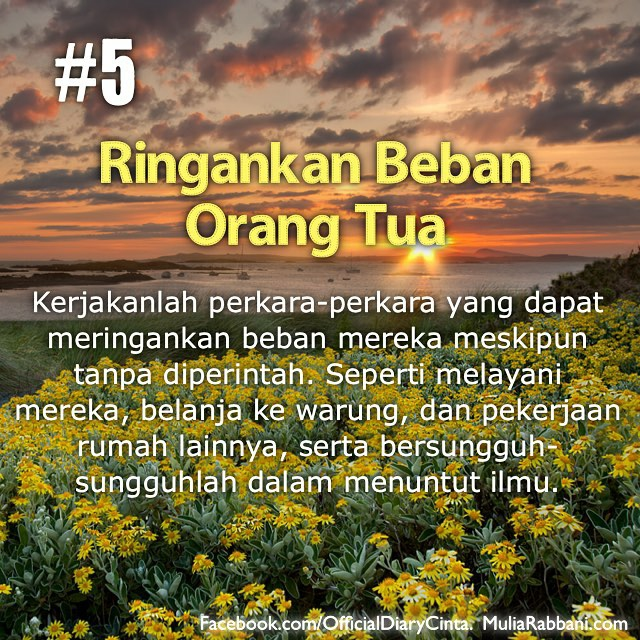 #5
Ringankan Beban
Orang Tua
Kerjakanlah perkara-perkara yang dapat
meringankan beban mereka meskipun
tanpa diperintah. Seperti melayani
mereka, belanja ke warung, dan pekerjaan
rumah lainnya, serta bersungguh-
sungguhlah dalam menuntut ilmu.
Facebook.com/OfficialDiaryCinta. MuliaRabbani.com